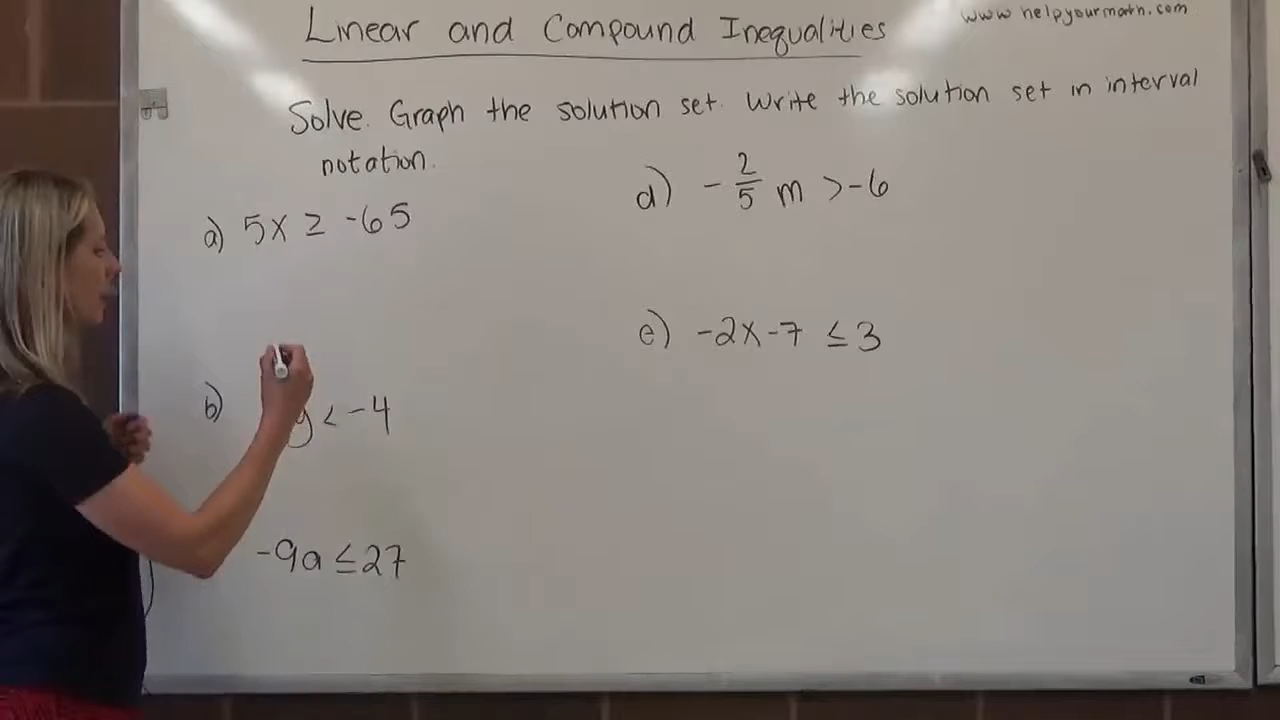 Linear and Compound Inequalities
www helpyourmath.com
Solve. Graph the solution set. Write the solution set in interval
notation.
a) 5x ≥ -65
b) y < -4
-9a ≤ 27
d) -2/5 m > -6
e) -2x-7 ≤ 3